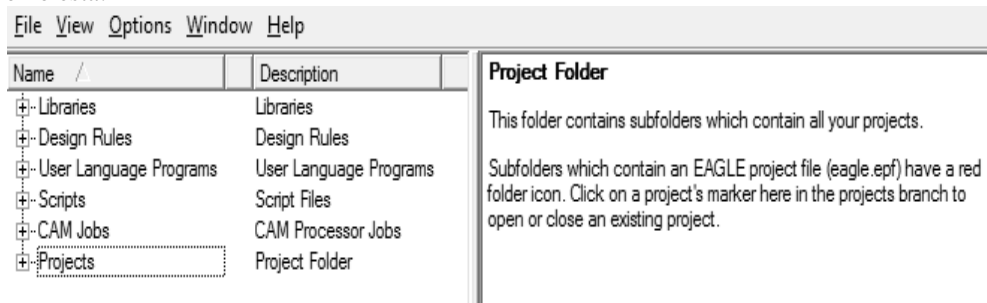 File View Options Window Help
Name Description
Libraries Libraries
Design Rules Design Rules
User Language Programs User Language Programs
Scripts Script Files
CAM Jobs CAM Processor Jobs
Projects Project Folder
Project Folder
This folder contains subfolders which contain all your projects.
Subfolders which contain an EAGLE project file (eagle.epf) have a red
folder icon. Click on a project's marker here in the projects branch to
open or close an existing project.